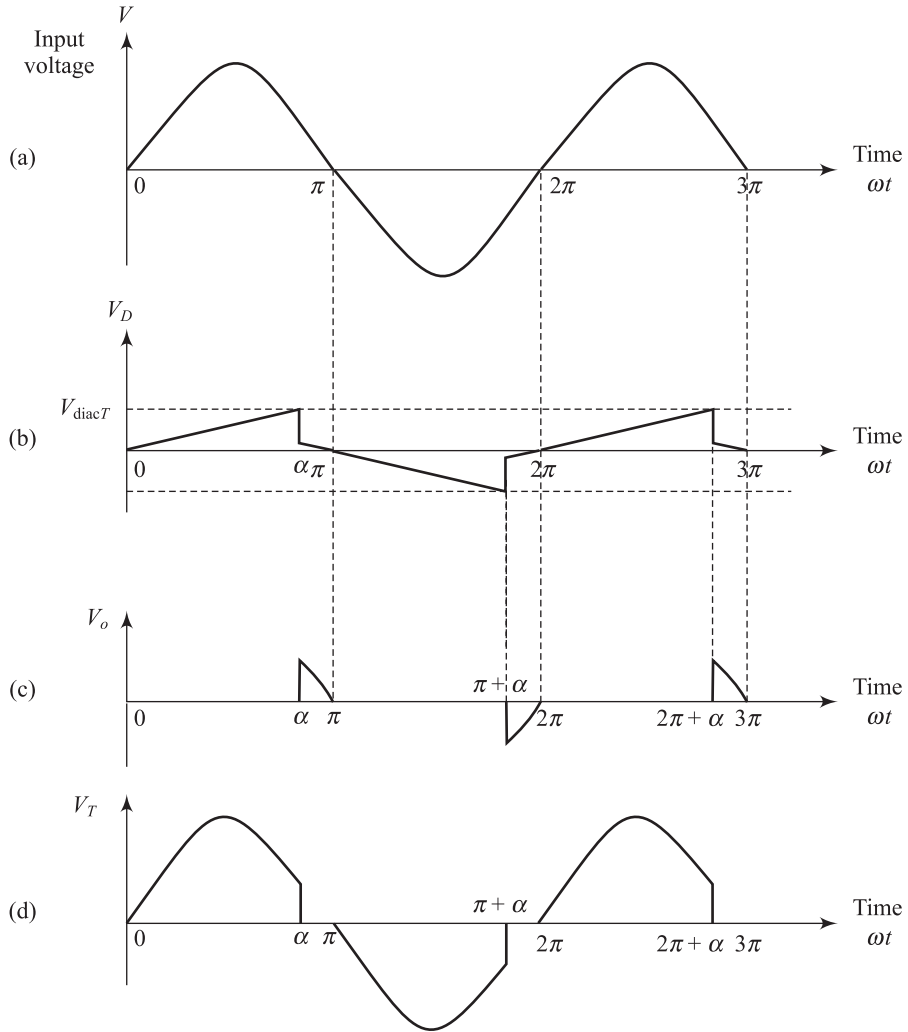 V
Input
voltage
(a)
0
π
2π
3π
Time
ωt
V_D
V_diacT
(b)
0
α π
2π
3π
Time
ωt
V_o
(c)
0
α π
π + α
2π
2π + α 3π
Time
ωt
V_T
(d)
0
α π
π + α
2π
2π + α 3π
Time
ωt